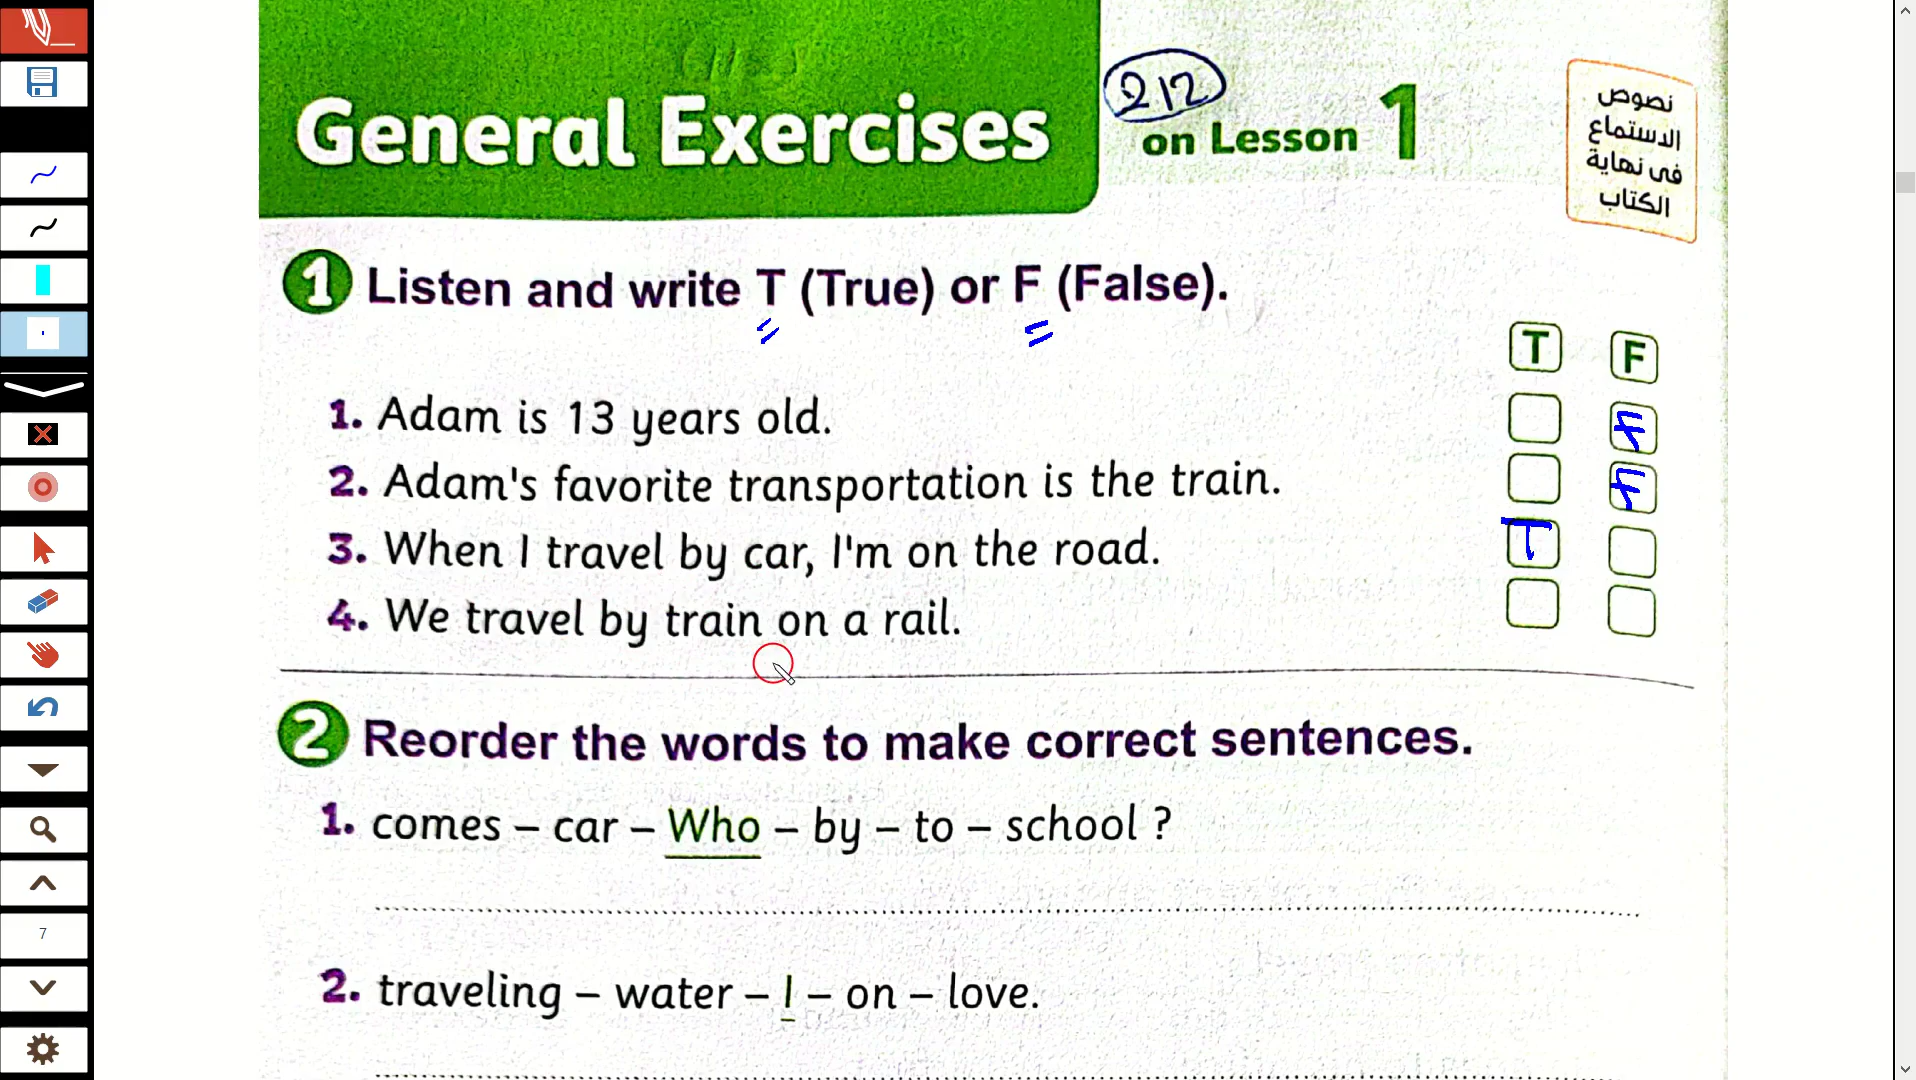 General Exercises
212
on Lesson 1
نصوص
الاستماع
فى نهاية
الكتاب
1 Listen and write T (True) or F (False).
T F
1. Adam is 13 years old. F
2. Adam's favorite transportation is the train. F
3. When I travel by car, I'm on the road. T
4. We travel by train on a rail.
2 Reorder the words to make correct sentences.
1. comes – car – Who – by – to – school ?
2. traveling – water – I – on – love.
7